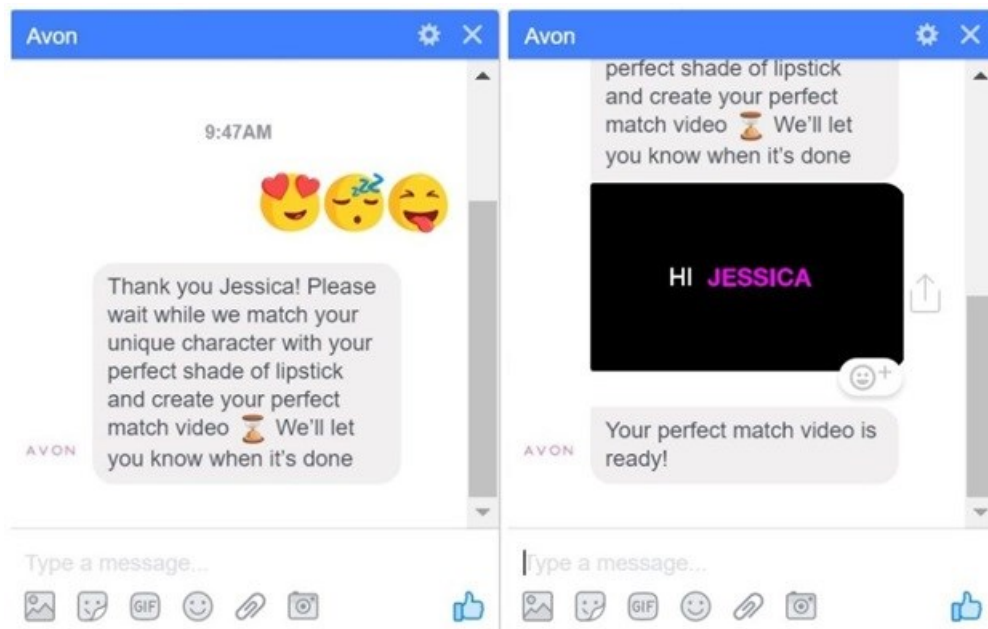 Avon
9:47AM
Thank you Jessica! Please
wait while we match your
unique character with your
perfect shade of lipstick
and create your perfect
match video ⏳ We'll let
you know when it's done
AVON
Type a message...
GIF
Avon
perfect shade of lipstick
and create your perfect
match video ⏳ We'll let
you know when it's done
HI JESSICA
Your perfect match video is
ready!
AVON
Type a message...
GIF